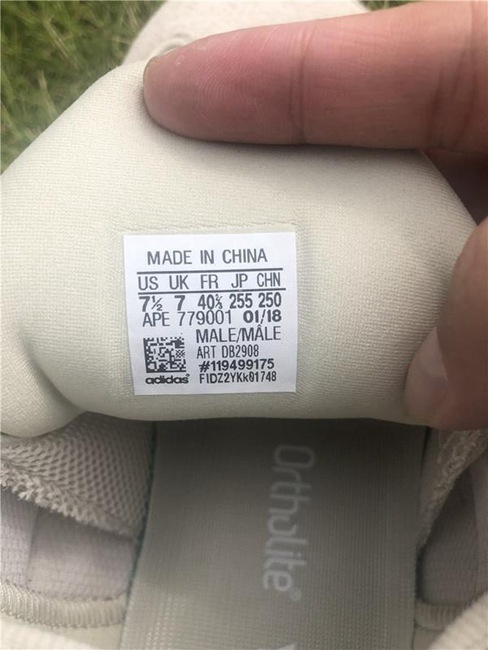 MADE IN CHINA
US UK FR JP CHN
7½ 7 40⅔ 255 250
APE 779001 01/18
MALE/MÂLE
ART DB2908
#119499175
adidas® F1DZ2YKk01748
Ortholite®